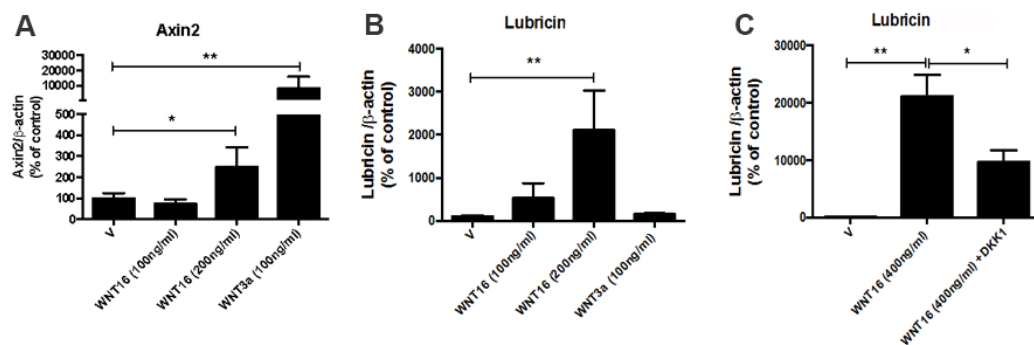 A
Axin2
Axin2/β-actin
(% of control)
30000
20000
10000
500
400
300
200
100
0
**
*
V
WNT16 (100ng/ml)
WNT16 (200ng/ml)
WNT3a (100ng/ml)
B
Lubricin
Lubricin /β-actin
(% of control)
4000
3000
2000
1000
0
**
V
WNT16 (100ng/ml)
WNT16 (200ng/ml)
WNT3a (100ng/ml)
C
Lubricin
Lubricin /β-actin
(% of control)
20000
10000
0
**
*
V
WNT16 (400ng/ml)
WNT16 (400ng/ml) +DKK1